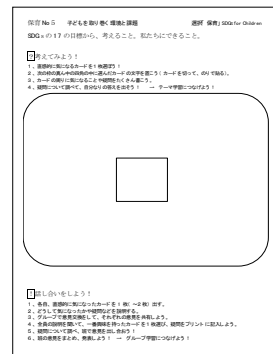 保育 No 5　子どもを取り巻く環境と課題　選択 保育」SDGs for Children
SDGs の 17 の目標から、考えること。私たちにできること。
？考えてみよう！
1、直感的に気になるカードを1枚選ぼう！
2、次の枠の真ん中の四角の中に選んだカードの文字を書こう（カードを切って、のりで貼る）。
3、カードの周りに気になることや疑問をたくさん書こう。
4、疑問について調べて、自分なりの答えを出そう！　→　テーマ学習につなげよう！
！話し合いをしよう！
1、各自、直感的に気になったカードを1枚（～2枚）出す。
2、どうして気になったかや疑問などを説明する。
3、グループで意見交換をして、それぞれの意見を共有しよう。
4、全員の説明を聞いて、一番興味を持ったカードを1枚選び、疑問をプリントに記入しよう。
5、疑問について調べ、班で意見を出し合おう！
6、班の意見をまとめ、発表しよう！　→　グループ学習につなげよう！